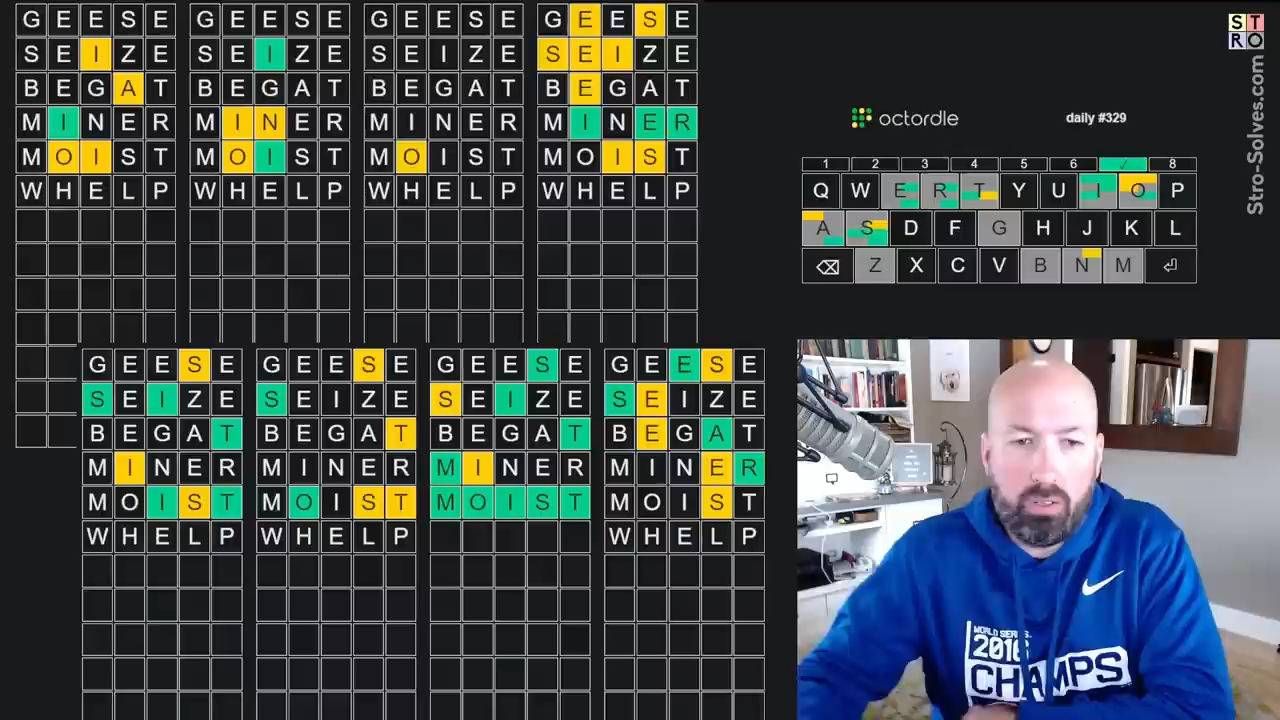 GEESE GEESE GEESE GEESE
SEIZE SEIZE SEIZE SEIZE
BEGAT BEGAT BEGAT BEGAT
MINER MINER MINER MINER
MOIST MOIST MOIST MOIST
WHELP WHELP WHELP WHELP
GEESE GEESE GEESE GEESE
SEIZE SEIZE SEIZE SEIZE
BEGAT BEGAT BEGAT BEGAT
MINER MINER MINER MINER
MOIST MOIST MOIST MOIST
WHELP WHELP WHELP WHELP
octordle daily #329
1 2 3 4 5 6 ✓ 8
Q W E R T Y U I O P
A S D F G H J K L
⌫ Z X C V B N M ⏎
ST
RO
Stro-Solves.com
WORLD SERIES
2016
CHAMPS